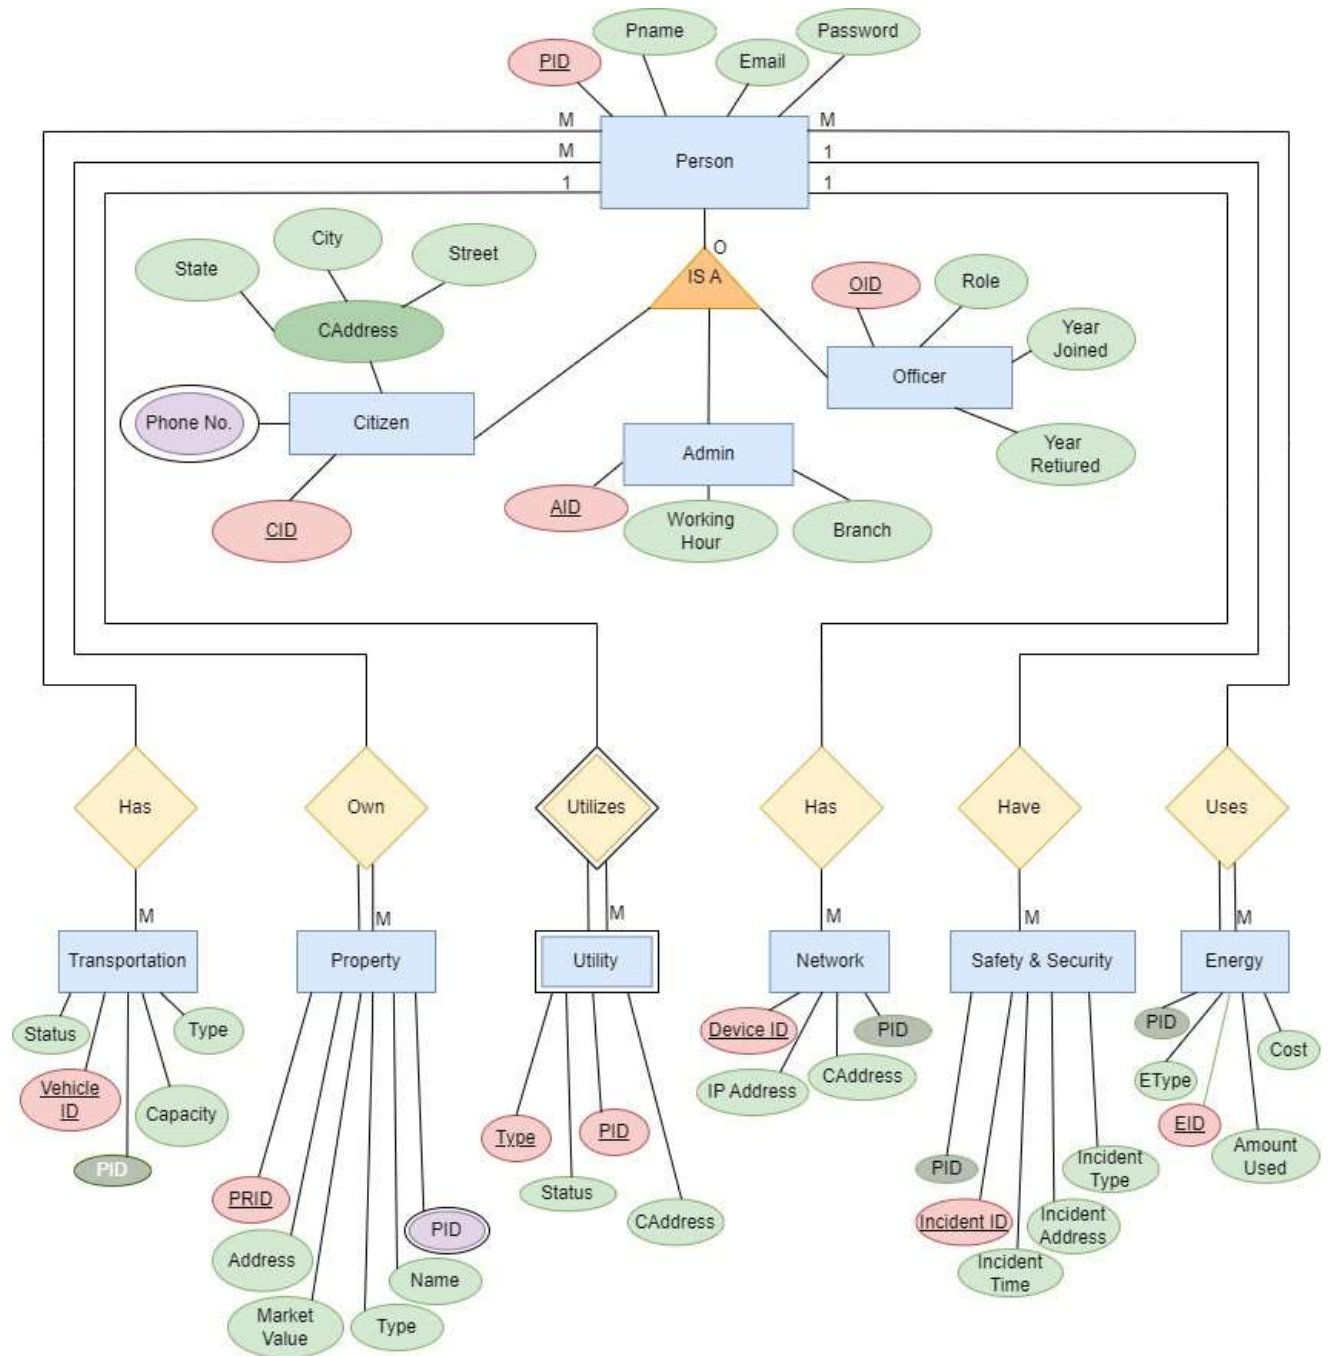 Pname
Password
PID
Email
M
M
Person
M
1
1
1
City
State
Street
CAddress
O
IS A
OID
Role
Year
Joined
Officer
Year
Retiured
Phone No.
Citizen
CID
Admin
AID
Working
Hour
Branch
Has
Own
Utilizes
Has
Have
Uses
M
M
M
M
M
M
Transportation
Property
Utility
Network
Safety & Security
Energy
Status
Type
Vehicle
ID
Capacity
PID
PRID
Address
Market
Value
Type
Name
PID
Type
PID
Status
CAddress
Device ID
PID
IP Address
CAddress
PID
Incident ID
Incident
Time
Incident
Address
Incident
Type
PID
Cost
EType
EID
Amount
Used